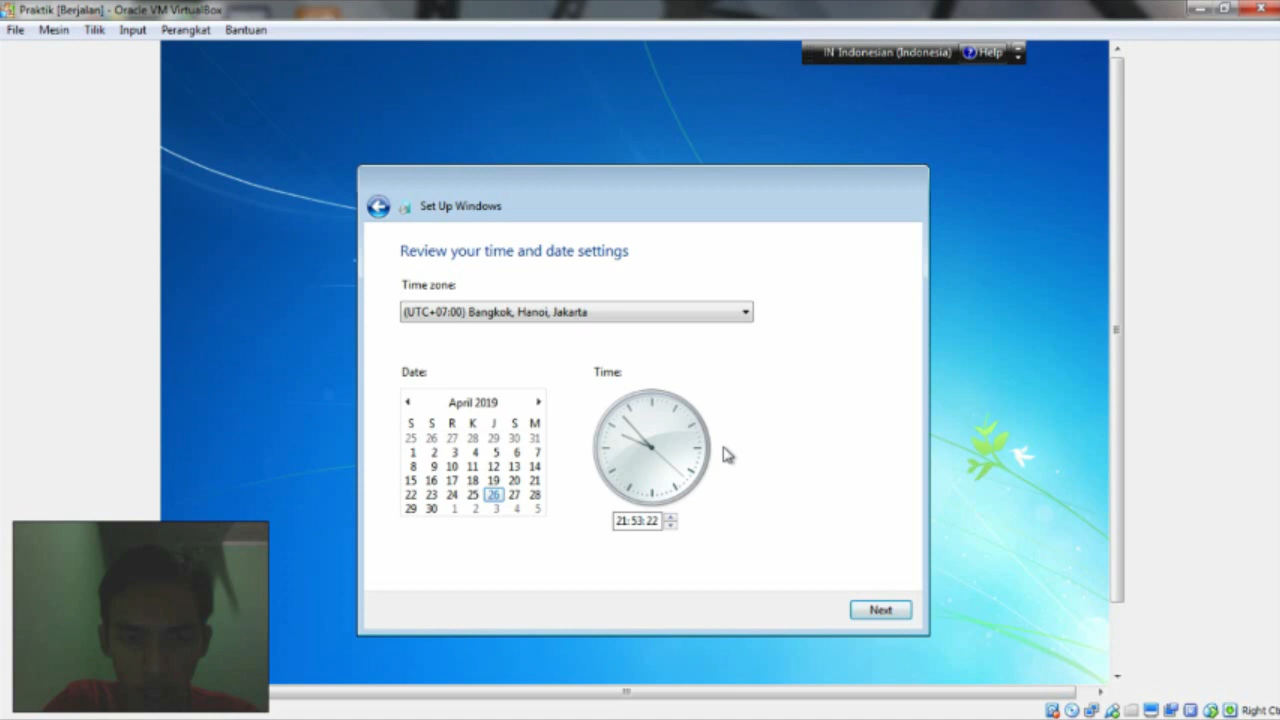 Praktik [Berjalan] - Oracle VM VirtualBox
File Mesin Tilik Input Perangkat Bantuan
IN Indonesian (Indonesia) Help
Set Up Windows
Review your time and date settings
Time zone:
(UTC+07:00) Bangkok, Hanoi, Jakarta
Date: Time:
April 2019
S S R K J S M
25 26 27 28 29 30 31
1 2 3 4 5 6 7
8 9 10 11 12 13 14
15 16 17 18 19 20 21
22 23 24 25 26 27 28
29 30 1 2 3 4 5
21:53:22
Next
Right